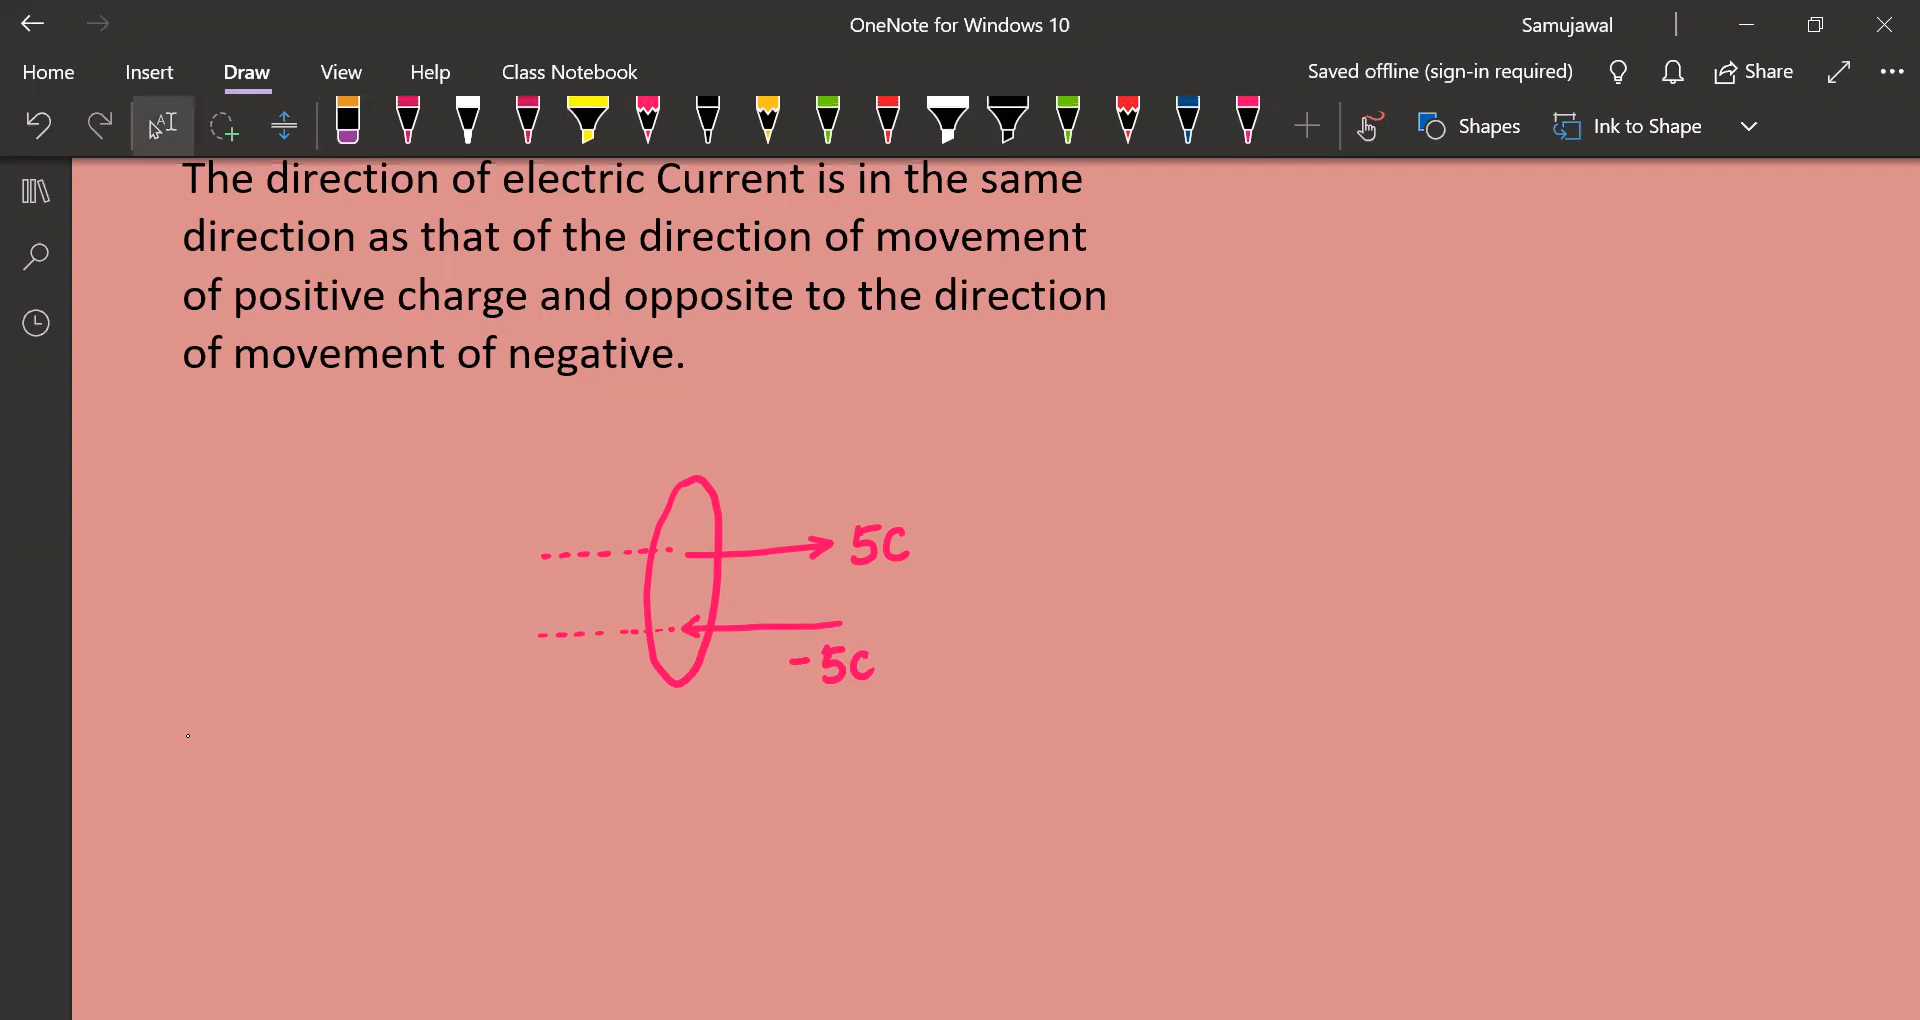 OneNote for Windows 10
Samujawal
Home Insert Draw View Help Class Notebook
Saved offline (sign-in required)
Share
Shapes
Ink to Shape
The direction of electric Current is in the same
direction as that of the direction of movement
of positive charge and opposite to the direction
of movement of negative.
5C
-5C